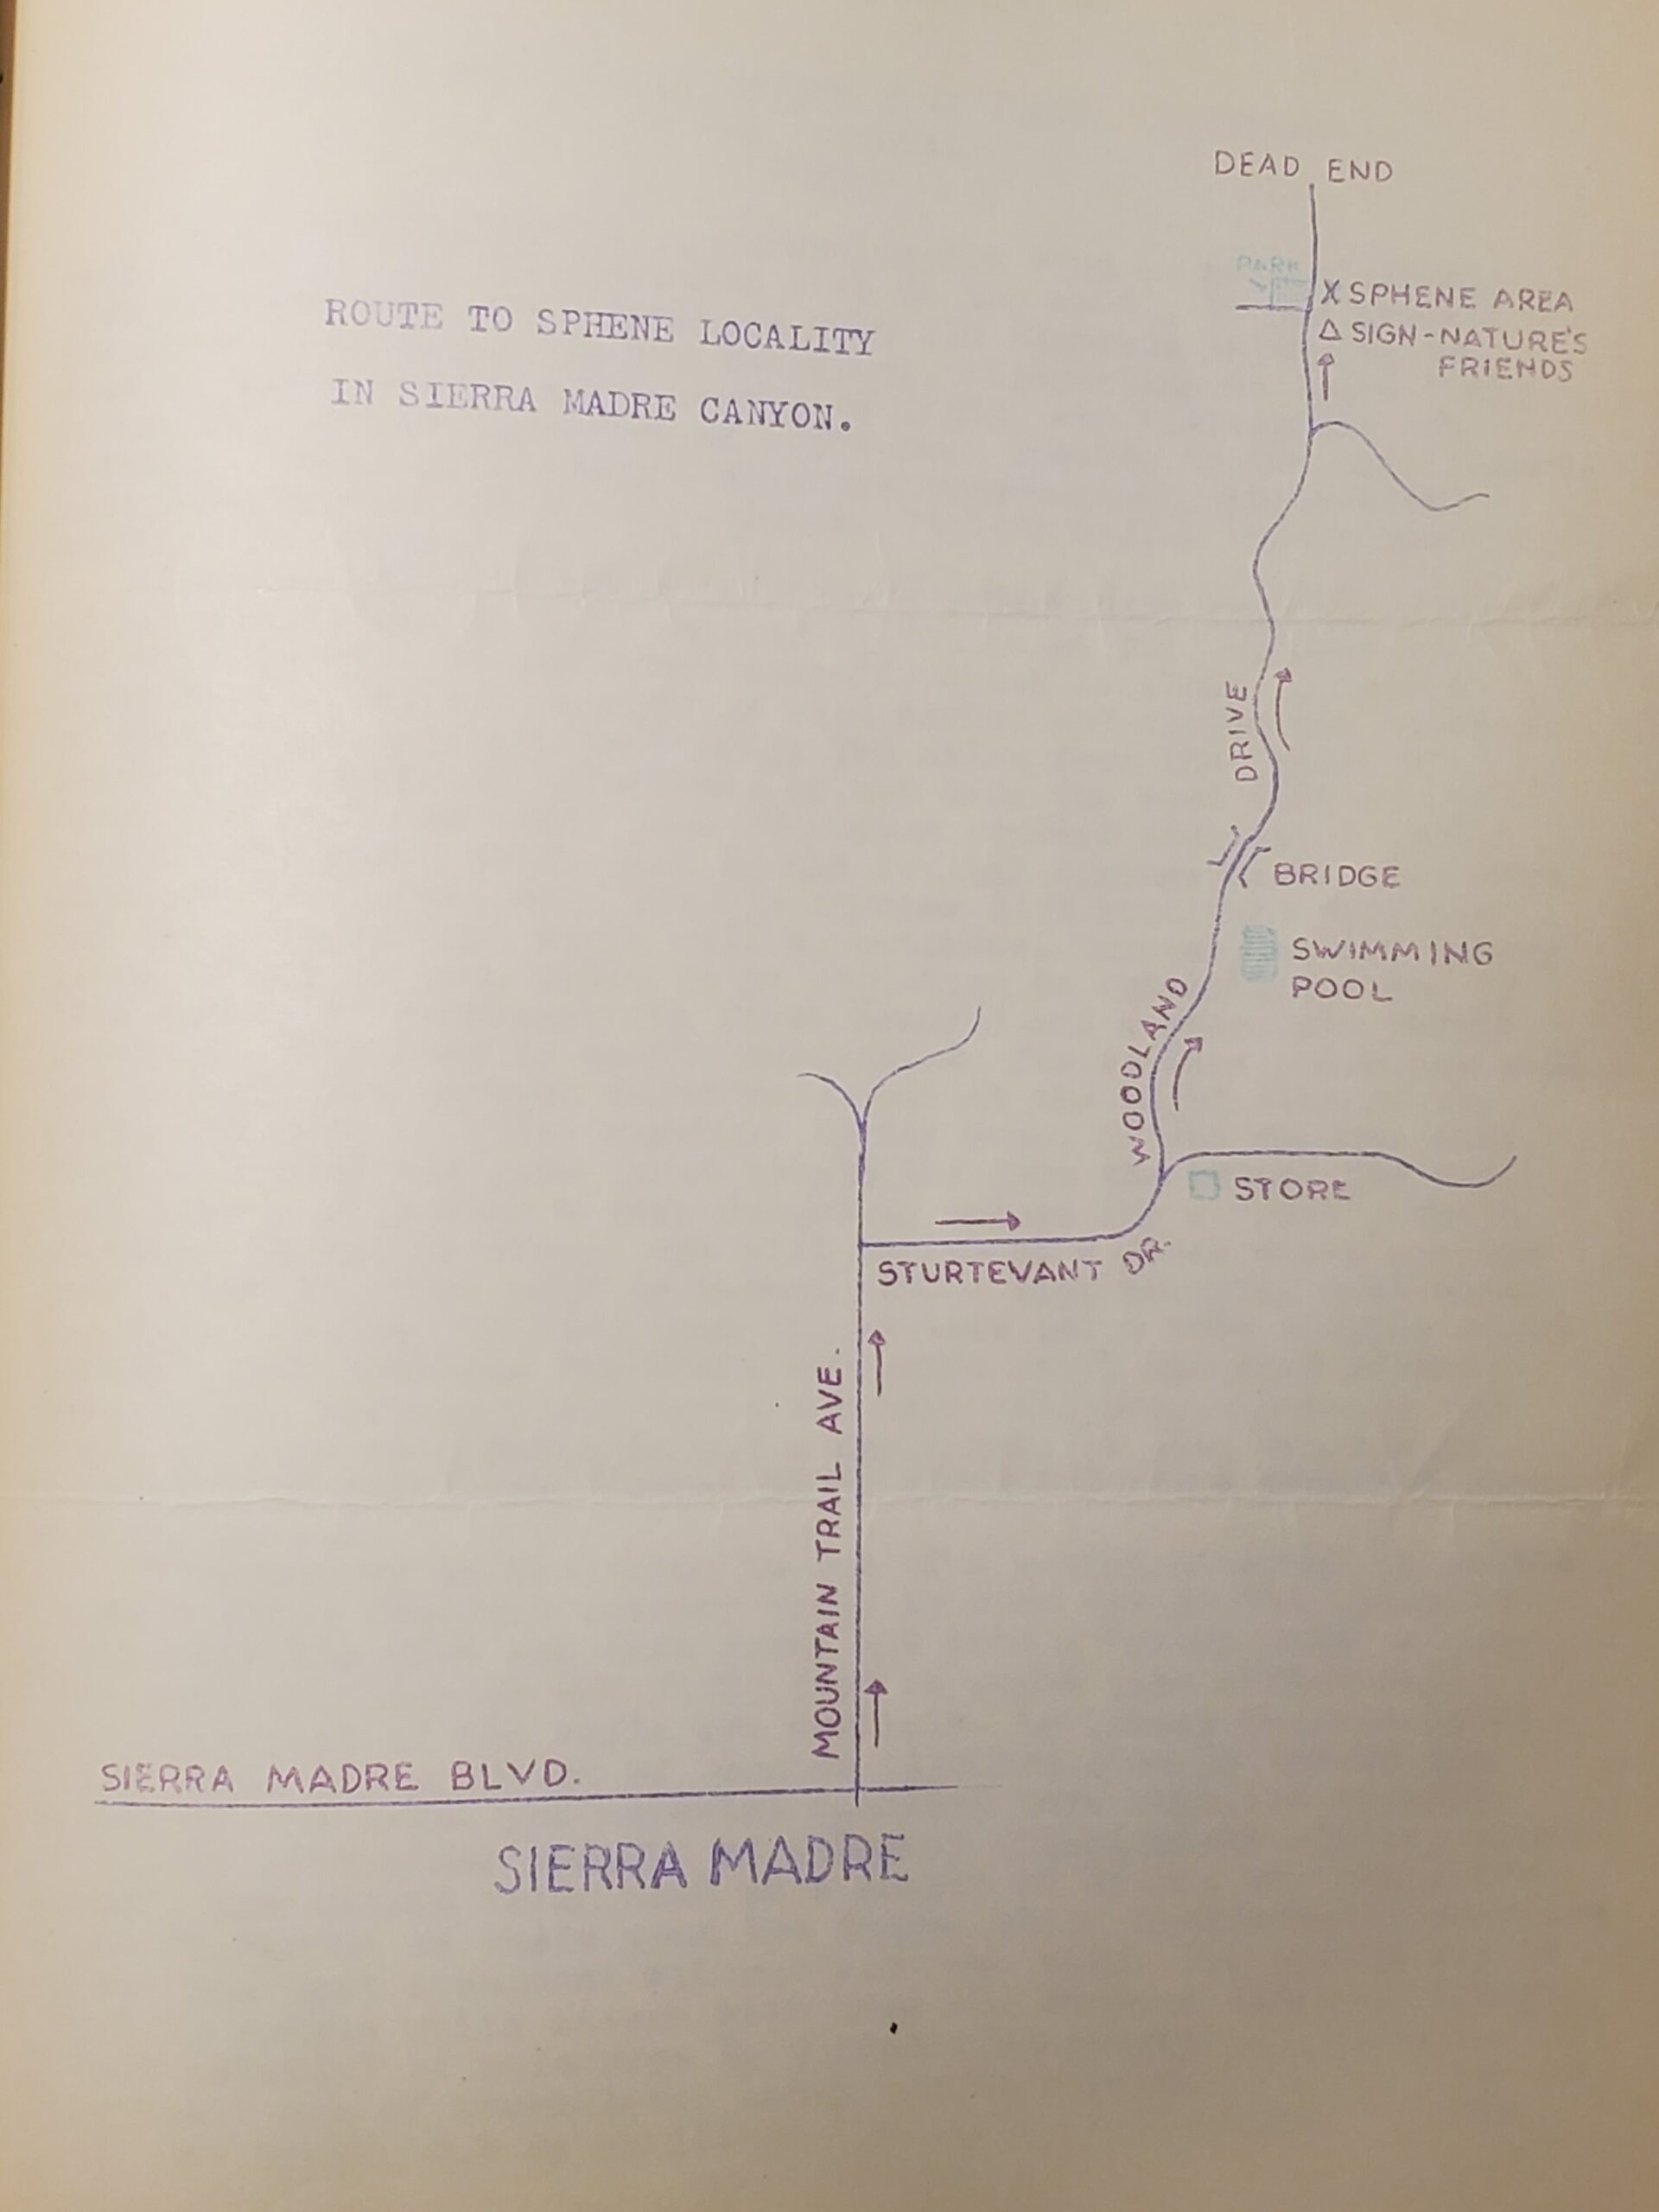 DEAD END
PARK
X SPHENE AREA
△ SIGN-NATURE'S
FRIENDS
ROUTE TO SPHENE LOCALITY
IN SIERRA MADRE CANYON.
DRIVE
BRIDGE
SWIMMING
POOL
WOODLAND
STORE
STURTEVANT DR.
MOUNTAIN TRAIL AVE.
SIERRA MADRE BLVD.
SIERRA MADRE